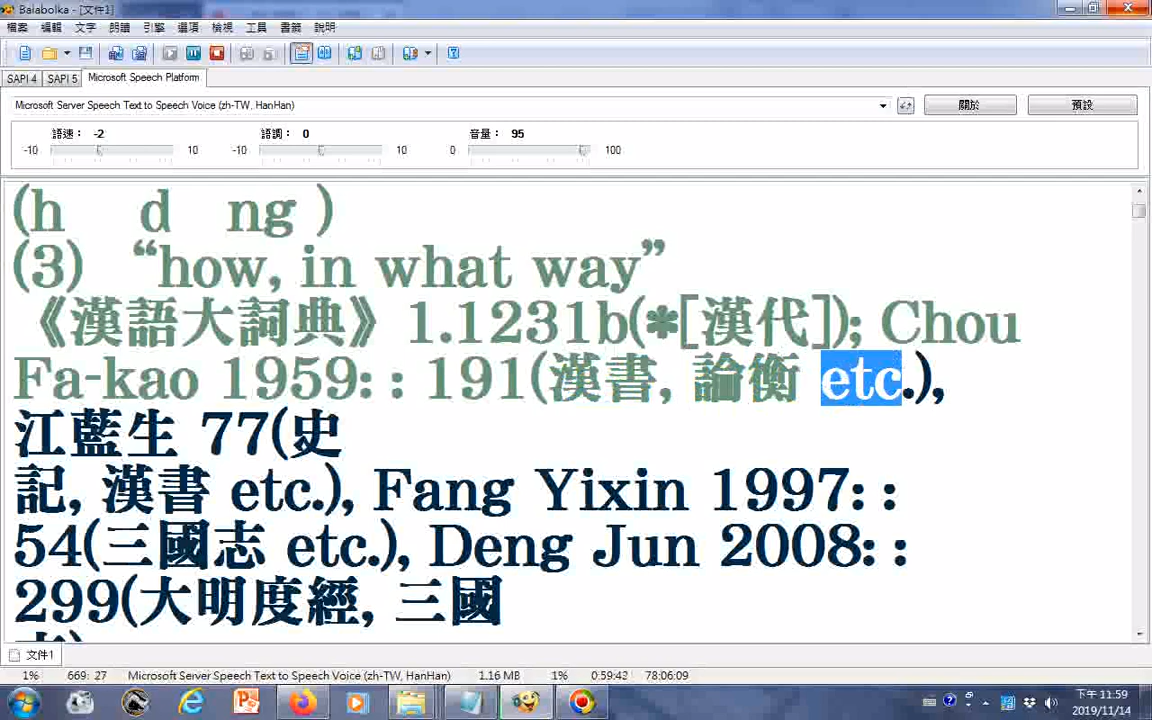 Balabolka - [文件1]
檔案 編輯 文字 朗讀 引擎 選項 檢視 工具 書籤 說明
SAPI 4 SAPI 5 Microsoft Speech Platform
Microsoft Server Speech Text to Speech Voice (zh-TW, HanHan) 關於 預設
語速： -2 語調： 0 音量： 95
-10 10 -10 10 0 100
(h d ng )
(3) “how, in what way”
《漢語大詞典》 1.1231b(*[漢代]); Chou
Fa-kao 1959: : 191(漢書, 論衡 etc.),
江藍生 77(史
記, 漢書 etc.), Fang Yixin 1997: :
54(三國志 etc.), Deng Jun 2008: :
299(大明度經, 三國
文件1
1% 669: 27 Microsoft Server Speech Text to Speech Voice (zh-TW, HanHan) 1.16 MB 1% 0:59:43 78:06:09
下午 11:59
2019/11/14